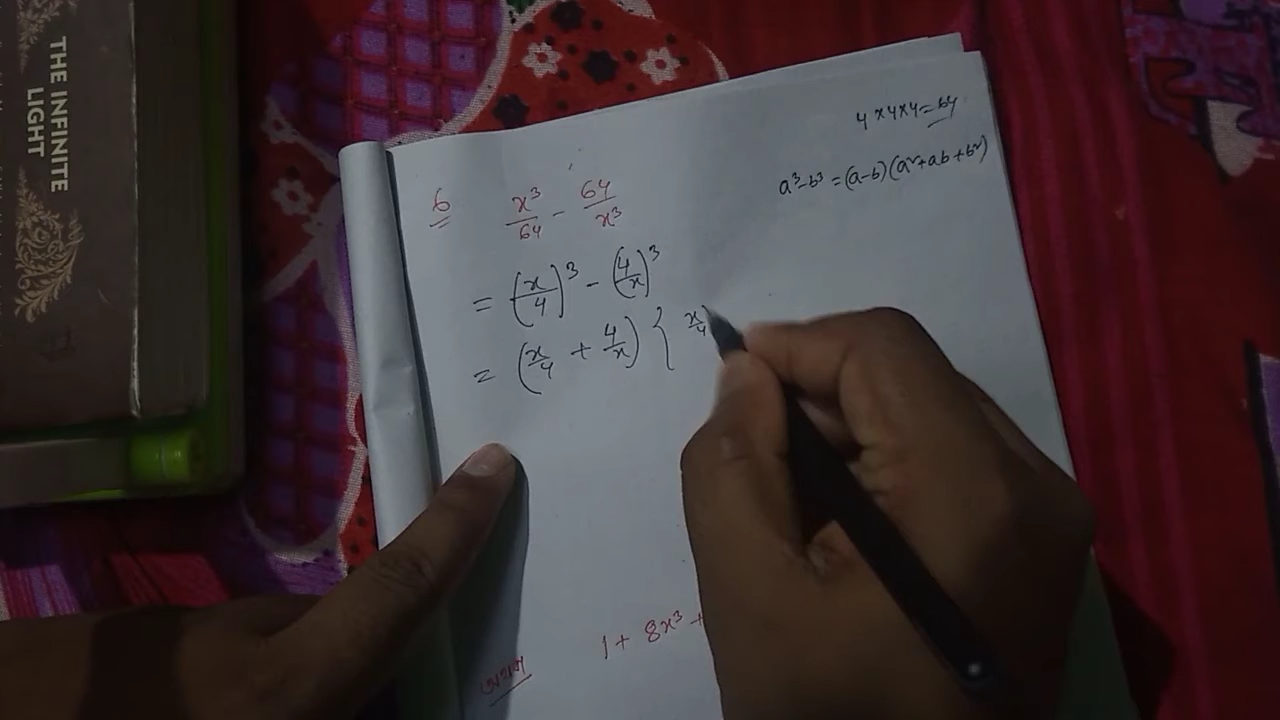 THE INFINITE
LIGHT
4×4×4=64
a³-b³ = (a-b)(a²+ab+b²)
6 x³/64 - 64/x³
= (x/4)³ - (4/x)³
= (x/4 + 4/x) { x/4
1 + 8x³ +